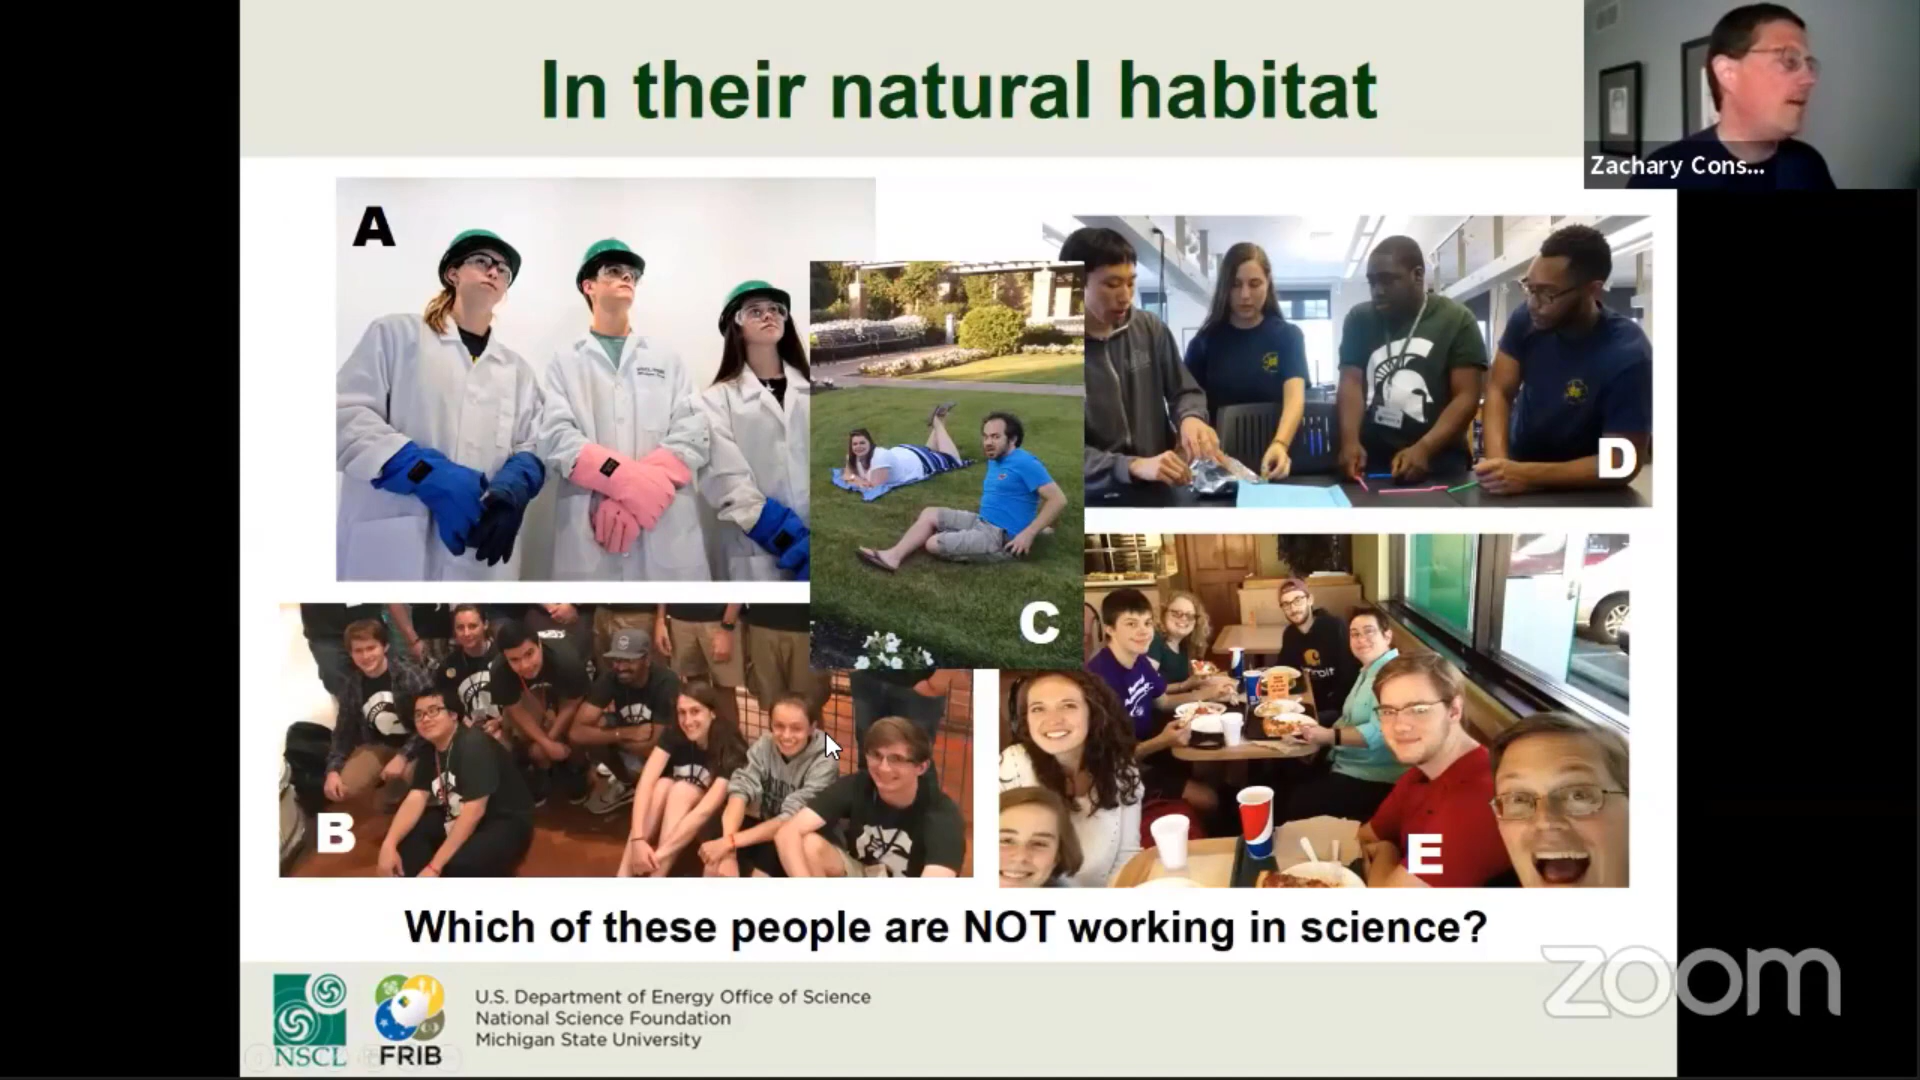 In their natural habitat
Zachary Cons...
A
D
C
B
E
Which of these people are NOT working in science?
zoom
NSCL
FRIB
U.S. Department of Energy Office of Science
National Science Foundation
Michigan State University